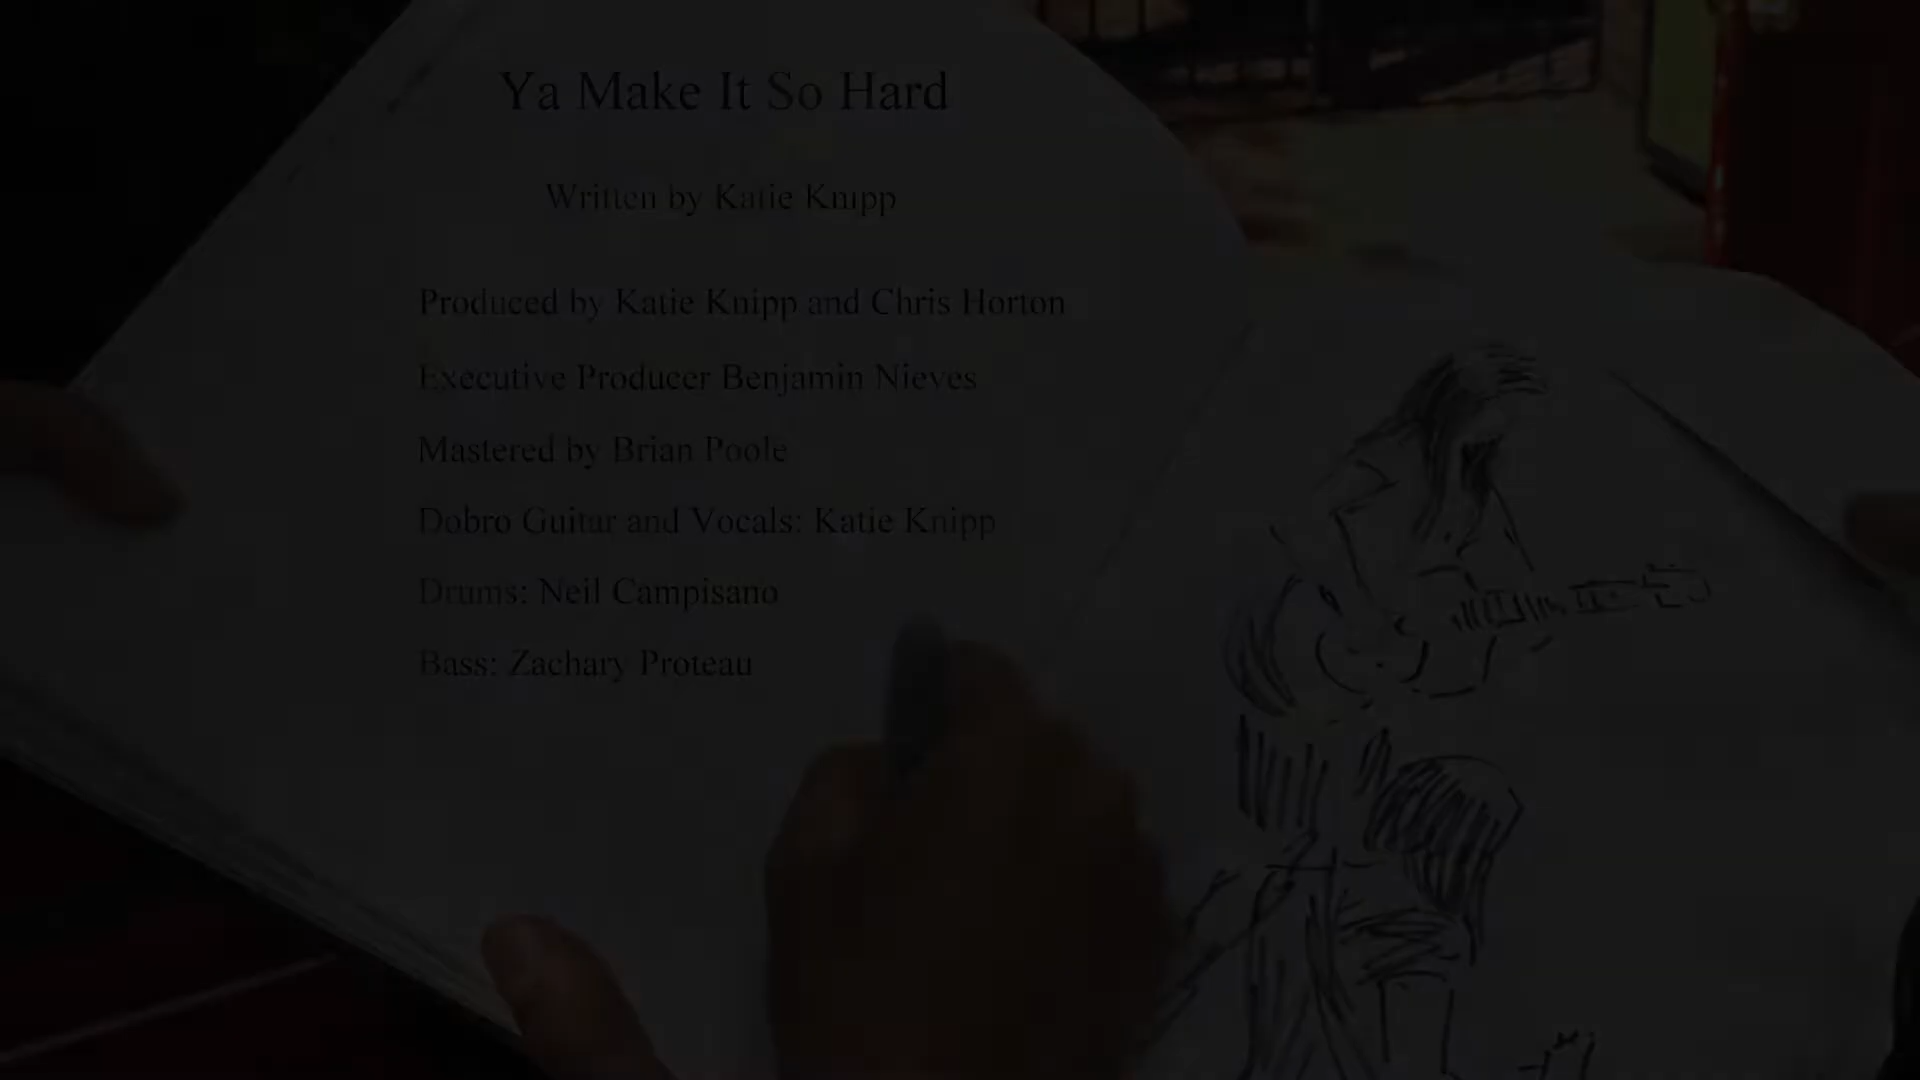 Ya Make It So Hard
Written by Katie Knipp
Produced by Katie Knipp and Chris Horton
Executive Producer Benjamin Nieves
Mastered by Brian Poole
Dobro Guitar and Vocals: Katie Knipp
Drums: Neil Campisano
Bass: Zachary Proteau